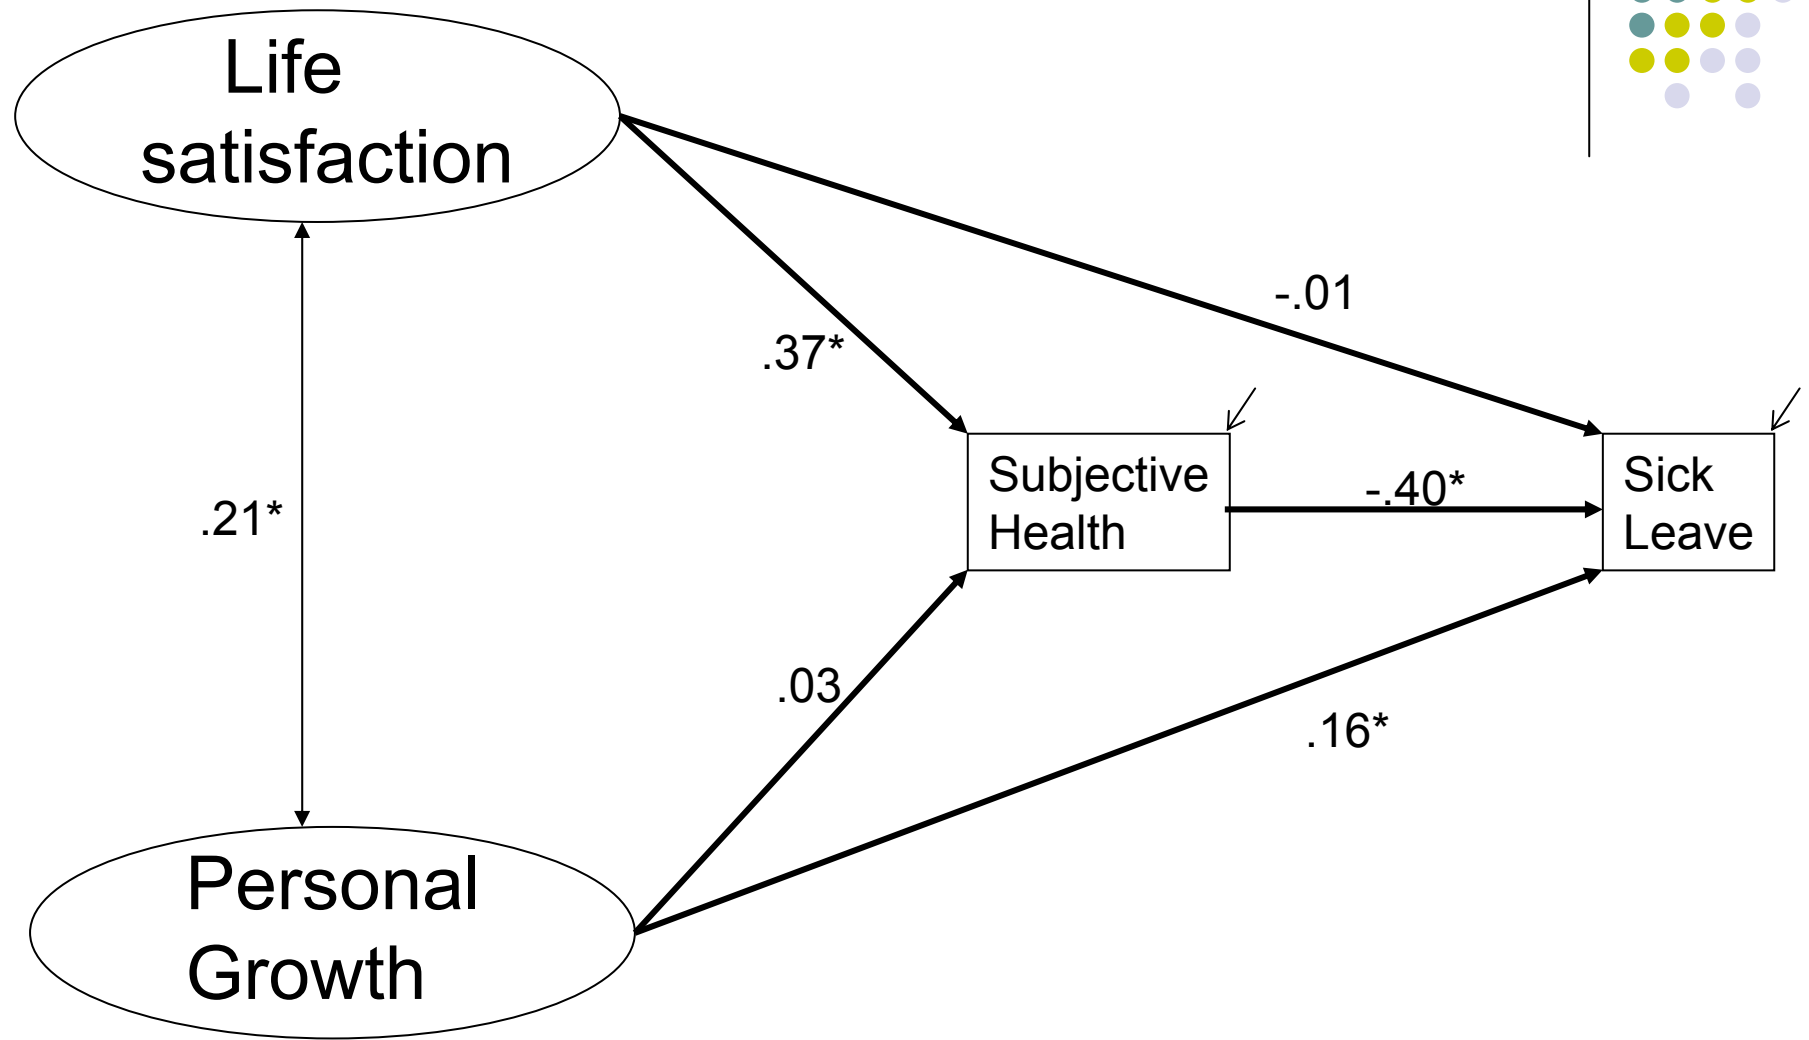 Life
satisfaction
-.01
.37*
Subjective
Health
-.40*
Sick
Leave
.21*
.03
.16*
Personal
Growth